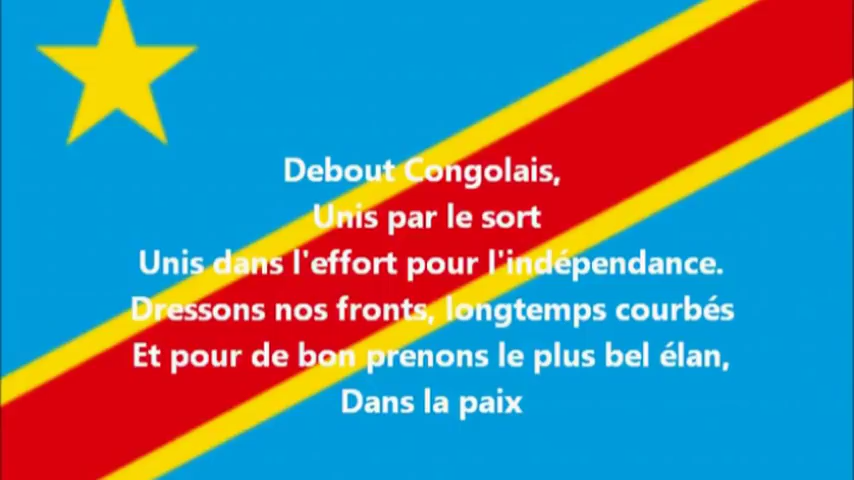 Debout Congolais,
Unis par le sort
Unis dans l'effort pour l'indépendance.
Dressons nos fronts, longtemps courbés
Et pour de bon prenons le plus bel élan,
Dans la paix